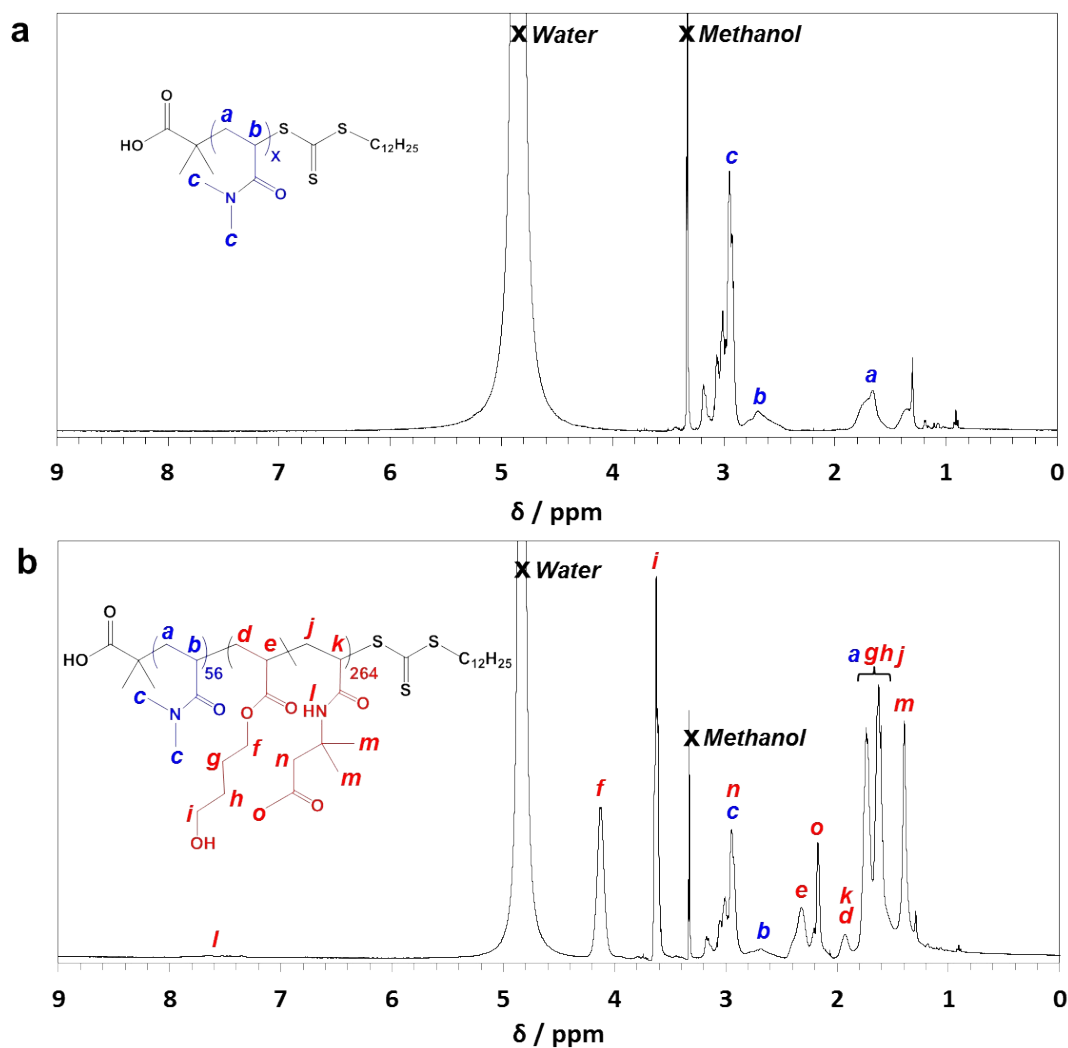 a
X Water
X Methanol
O
HO
a
b
S
S
C12H25
X
S
c
N
O
c
c
b
a
9 8 7 6 5 4 3 2 1 0
δ / ppm
b
X Water
X Methanol
i
O
HO
a
b
d
e
j
k
S
S
C12H25
56
264
S
c
N
O
c
O
O
l
HN
O
f
g
h
i
OH
n
m
m
o
O
l
f
n
c
b
e
o
k
d
a g h j
m
9 8 7 6 5 4 3 2 1 0
δ / ppm